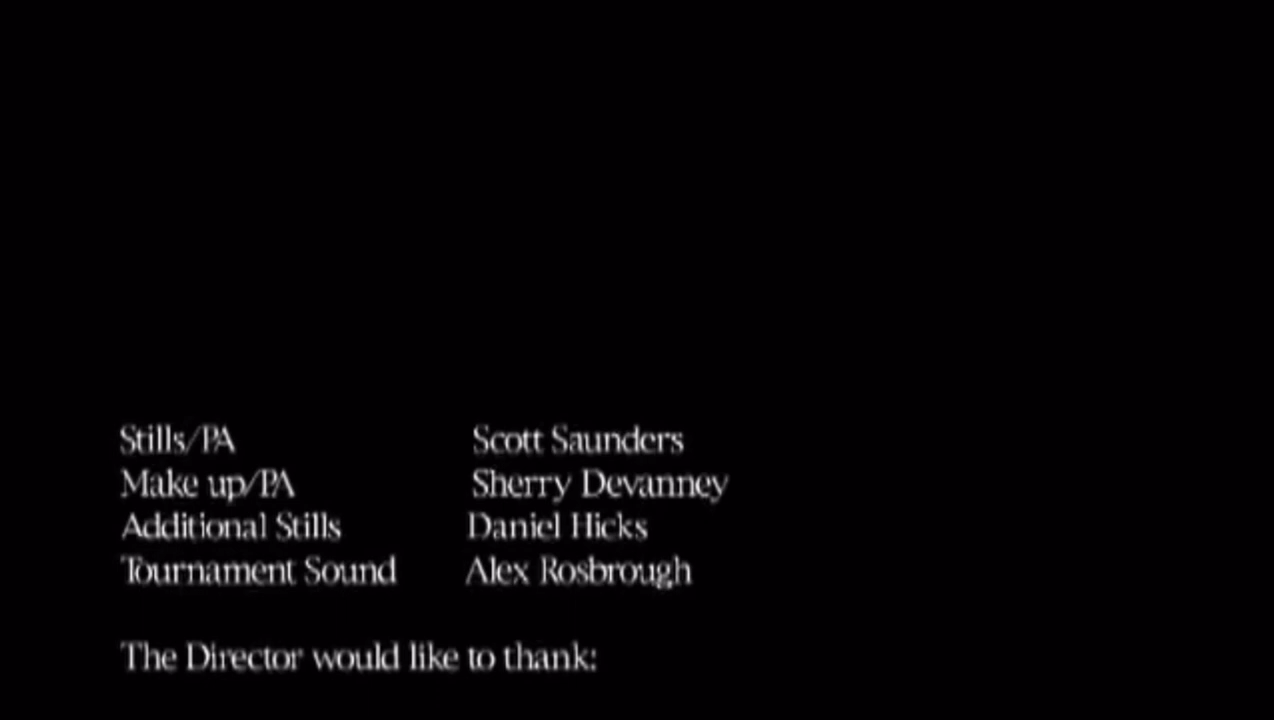 Stills/PA Scott Saunders
Make up/PA Sherry Devanney
Additional Stills Daniel Hicks
Tournament Sound Alex Rosbrough
The Director would like to thank: